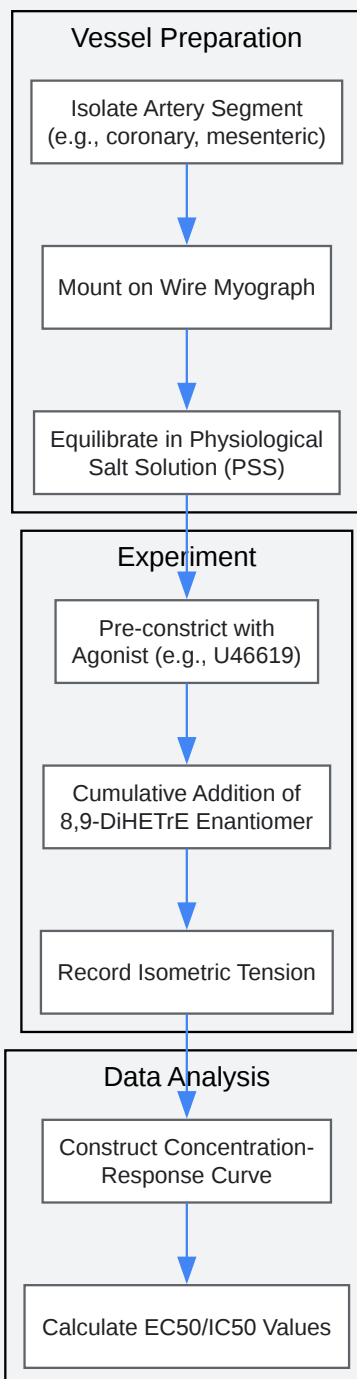 Vessel Preparation
Isolate Artery Segment
(e.g., coronary, mesenteric)
Mount on Wire Myograph
Equilibrate in Physiological
Salt Solution (PSS)
Experiment
Pre-constrict with
Agonist (e.g., U46619)
Cumulative Addition of
8,9-DiHETrE Enantiomer
Record Isometric Tension
Data Analysis
Construct Concentration-
Response Curve
Calculate EC50/IC50 Values